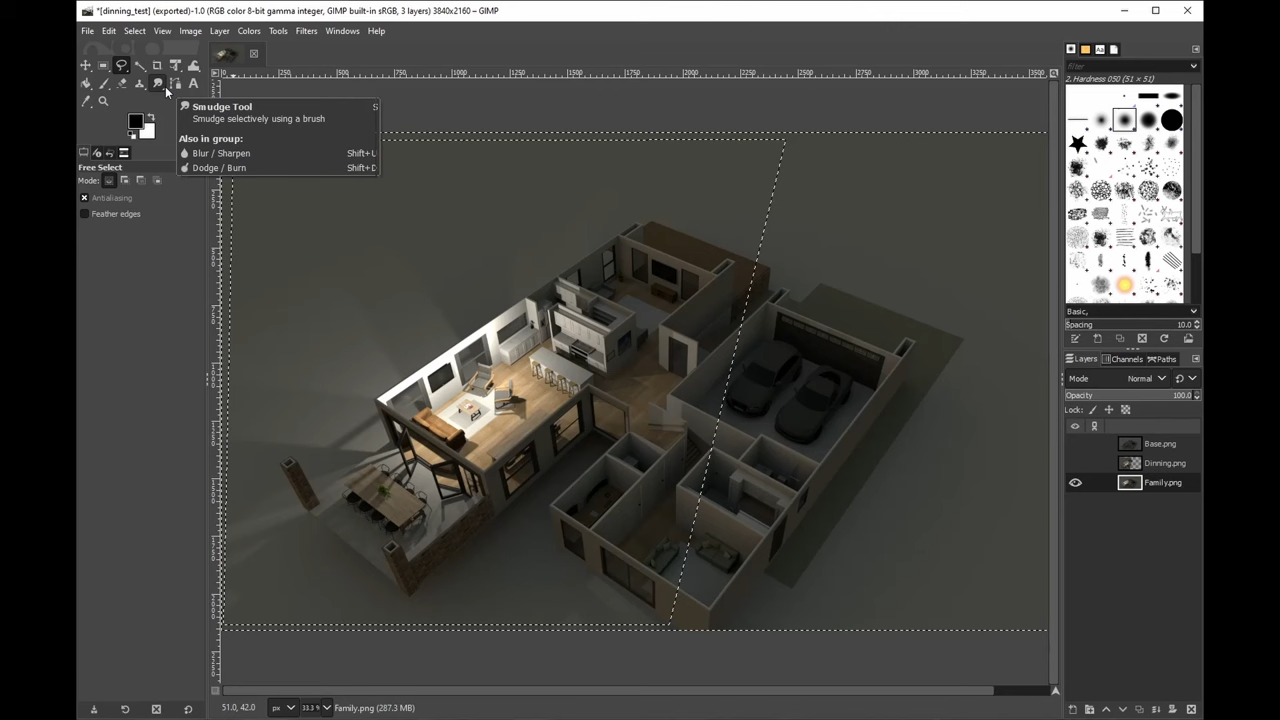 *[dinning_test] (exported)-1.0 (RGB color 8-bit gamma integer, GIMP built-in sRGB, 3 layers) 3840x2160 – GIMP
File Edit Select View Image Layer Colors Tools Filters Windows Help
Smudge Tool S
Smudge selectively using a brush
Also in group:
Blur / Sharpen Shift+U
Dodge / Burn Shift+D
Free Select
Mode:
Antialiasing
Feather edges
0 250 500 750 1000 1250 1500 1750 2000 2250 2500 2750 3000 3250 3500
filter
2. Hardness 050 (51 × 51)
Basic,
Spacing 10.0
Layers Channels Paths
Mode Normal
Opacity 100.0
Lock:
Base.png
Dinning.png
Family.png
51.0, 42.0 px 33.3 % Family.png (287.3 MB)